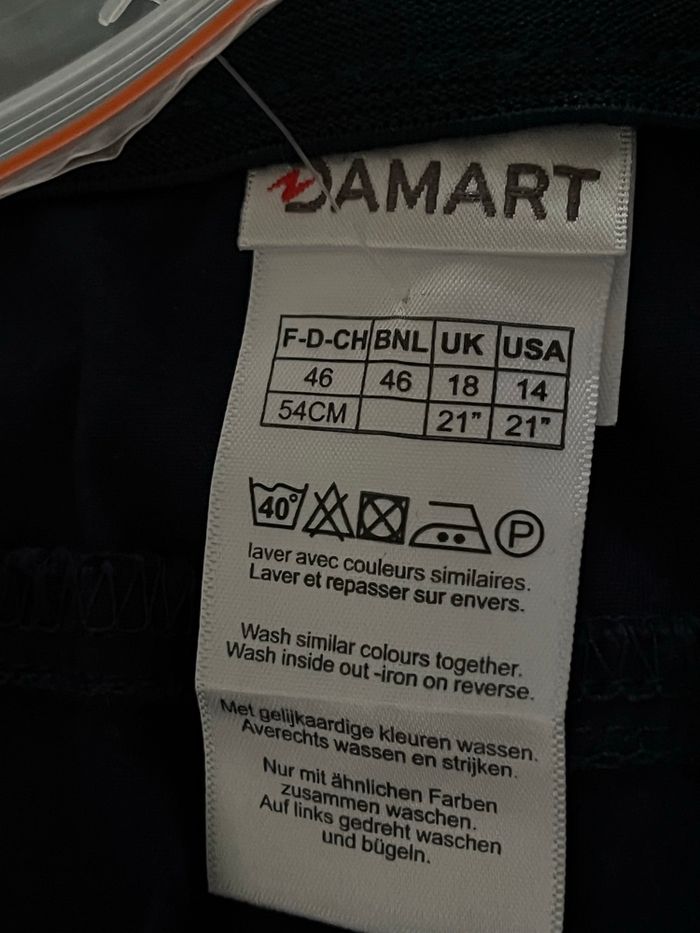 DAMART
F-D-CH BNL UK USA
46 46 18 14
54CM 21" 21"
40° P
laver avec couleurs similaires.
Laver et repasser sur envers.
Wash similar colours together.
Wash inside out -iron on reverse.
Met gelijkaardige kleuren wassen.
Averechts wassen en strijken.
Nur mit ähnlichen Farben
zusammen waschen.
Auf links gedreht waschen
und bügeln.